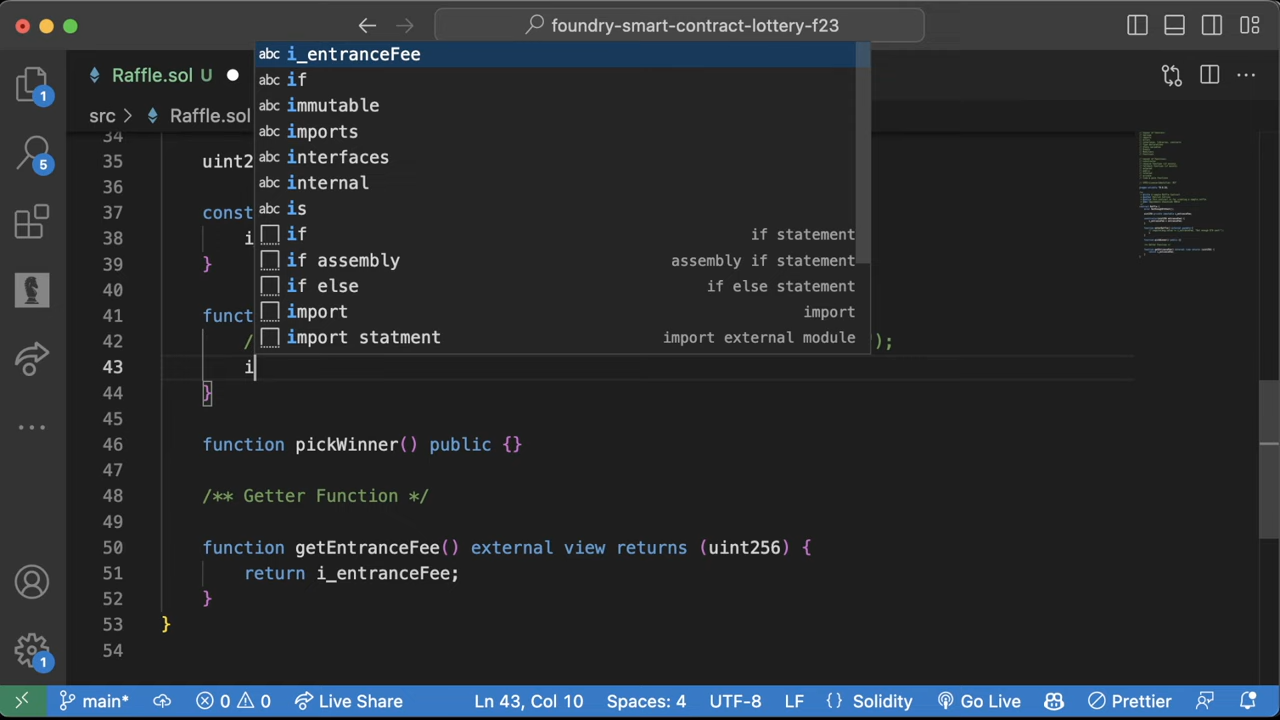 foundry-smart-contract-lottery-f23
Raffle.sol U
src > Raffle.sol
abc i_entranceFee
abc if
abc immutable
abc imports
abc interfaces
abc internal
abc is
if if statement
if assembly assembly if statement
if else if else statement
import import
import statment import external module
34
35 uint2
36
37 const
38 i
39 }
40
41 funct
42 / );
43 i
44 }
45
46 function pickWinner() public {}
47
48 /** Getter Function */
49
50 function getEntranceFee() external view returns (uint256) {
51 return i_entranceFee;
52 }
53 }
54
1
5
1
main* 0 0 Live Share Ln 43, Col 10 Spaces: 4 UTF-8 LF {} Solidity Go Live Prettier